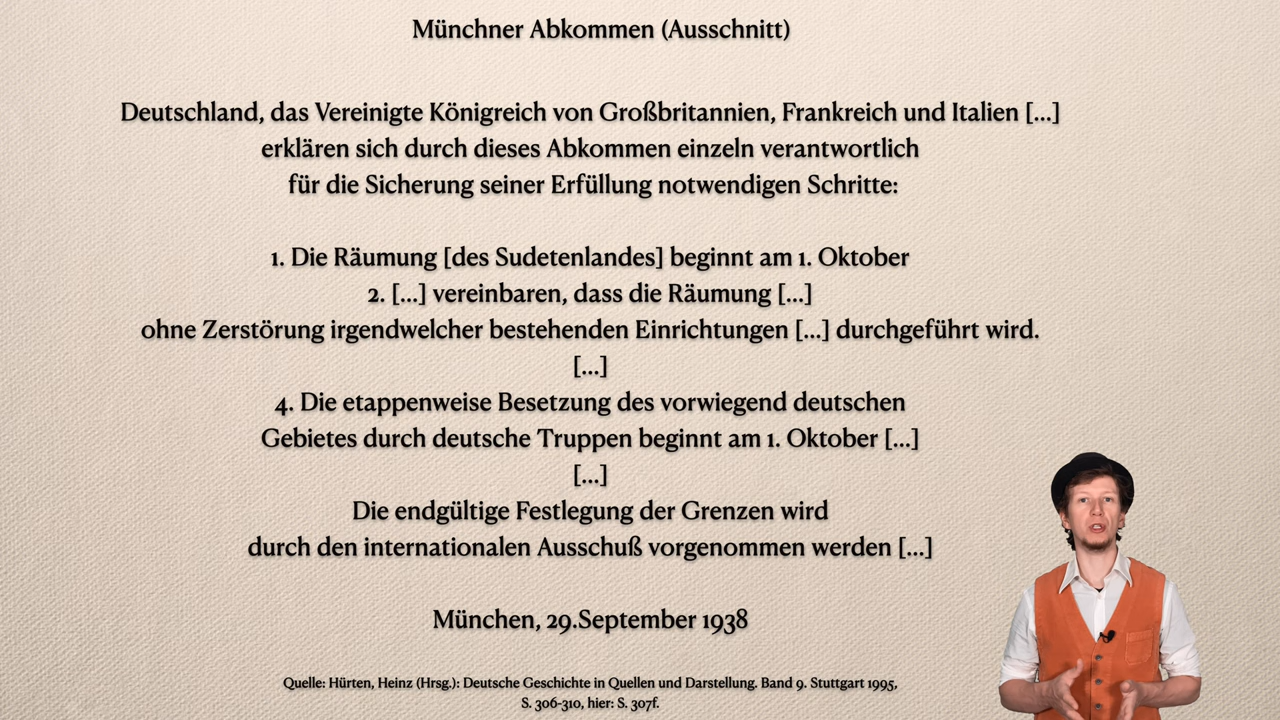 Münchner Abkommen (Ausschnitt)
Deutschland, das Vereinigte Königreich von Großbritannien, Frankreich und Italien [...]
erklären sich durch dieses Abkommen einzeln verantwortlich
für die Sicherung seiner Erfüllung notwendigen Schritte:
1. Die Räumung [des Sudetenlandes] beginnt am 1. Oktober
2. [...] vereinbaren, dass die Räumung [...]
ohne Zerstörung irgendwelcher bestehenden Einrichtungen [...] durchgeführt wird.
[...]
4. Die etappenweise Besetzung des vorwiegend deutschen
Gebietes durch deutsche Truppen beginnt am 1. Oktober [...]
[...]
Die endgültige Festlegung der Grenzen wird
durch den internationalen Ausschuß vorgenommen werden [...]
München, 29.September 1938
Quelle: Hürten, Heinz (Hrsg.): Deutsche Geschichte in Quellen und Darstellung. Band 9. Stuttgart 1995,
S. 306-310, hier: S. 307f.